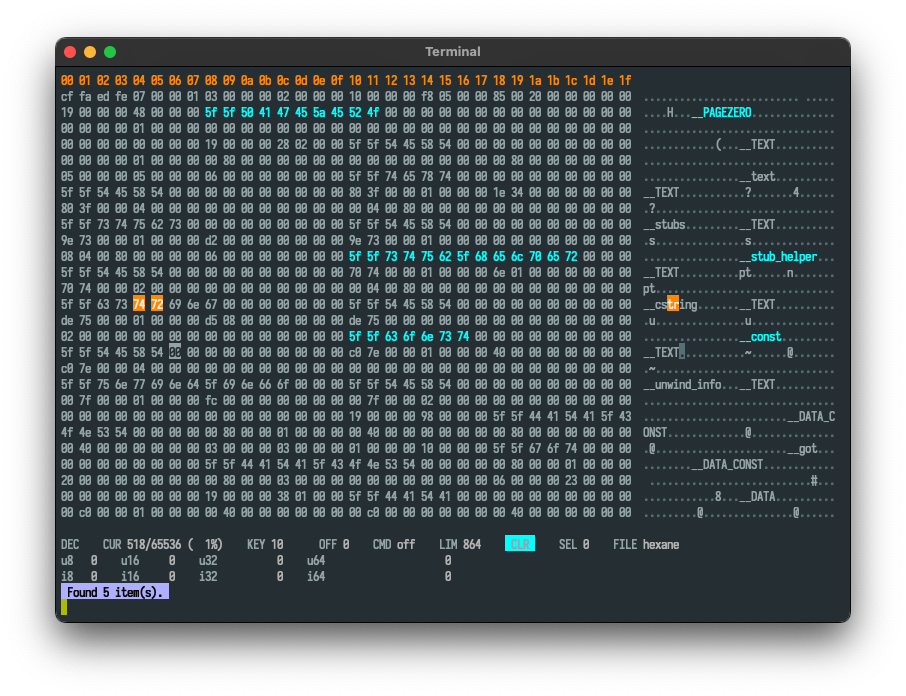 00 01 02 03 04 05 06 07 08 09 0a 0b 0c 0d 0e 0f 10 11 12 13 14 15 16 17 18 19 1a 1b 1c 1d 1e 1f
cf fa ed fe 07 00 00 01 03 00 00 00 02 00 00 00 10 00 00 00 f8 05 00 00 85 00 20 00 00 00 00 00 .......................... .....
19 00 00 00 48 00 00 00 5f 5f 50 41 47 45 5a 45 52 4f 00 00 00 00 00 00 00 00 00 00 00 00 00 00 ....H...__PAGEZERO..............
00 00 00 00 01 00 00 00 00 00 00 00 00 00 00 00 00 00 00 00 00 00 00 00 00 00 00 00 00 00 00 00 ................................
00 00 00 00 00 00 00 00 19 00 00 00 28 02 00 00 5f 5f 54 45 58 54 00 00 00 00 00 00 00 00 00 00 ............(...__TEXT..........
00 00 00 00 01 00 00 00 00 80 00 00 00 00 00 00 00 00 00 00 00 00 00 00 00 80 00 00 00 00 00 00 ................................
05 00 00 00 05 00 00 00 06 00 00 00 00 00 00 00 5f 5f 74 65 78 74 00 00 00 00 00 00 00 00 00 00 ................__text..........
5f 5f 54 45 58 54 00 00 00 00 00 00 00 00 00 00 80 3f 00 00 01 00 00 00 1e 34 00 00 00 00 00 00 __TEXT...........?.......4......
80 3f 00 00 04 00 00 00 00 00 00 00 00 00 00 00 00 04 00 80 00 00 00 00 00 00 00 00 00 00 00 00 .?..............................
5f 5f 73 74 75 62 73 00 00 00 00 00 00 00 00 00 5f 5f 54 45 58 54 00 00 00 00 00 00 00 00 00 00 __stubs.........__TEXT..........
9e 73 00 00 01 00 00 00 d2 00 00 00 00 00 00 00 9e 73 00 00 01 00 00 00 00 00 00 00 00 00 00 00 .s...............s..............
08 04 00 80 00 00 00 00 06 00 00 00 00 00 00 00 5f 5f 73 74 75 62 5f 68 65 6c 70 65 72 00 00 00 ................__stub_helper...
5f 5f 54 45 58 54 00 00 00 00 00 00 00 00 00 00 70 74 00 00 01 00 00 00 6e 01 00 00 00 00 00 00 __TEXT..........pt......n.......
70 74 00 00 02 00 00 00 00 00 00 00 00 00 00 00 00 04 00 80 00 00 00 00 00 00 00 00 00 00 00 00 pt..............................
5f 5f 63 73 74 72 69 6e 67 00 00 00 00 00 00 00 5f 5f 54 45 58 54 00 00 00 00 00 00 00 00 00 00 __cstring.......__TEXT..........
de 75 00 00 01 00 00 00 d5 08 00 00 00 00 00 00 de 75 00 00 00 00 00 00 00 00 00 00 00 00 00 00 .u...............u..............
02 00 00 00 00 00 00 00 00 00 00 00 00 00 00 00 5f 5f 63 6f 6e 73 74 00 00 00 00 00 00 00 00 00 ................__const.........
5f 5f 54 45 58 54 00 00 00 00 00 00 00 00 00 00 c0 7e 00 00 01 00 00 00 40 00 00 00 00 00 00 00 __TEXT...........~......@.......
c0 7e 00 00 04 00 00 00 00 00 00 00 00 00 00 00 00 00 00 00 00 00 00 00 00 00 00 00 00 00 00 00 .~..............................
5f 5f 75 6e 77 69 6e 64 5f 69 6e 66 6f 00 00 00 5f 5f 54 45 58 54 00 00 00 00 00 00 00 00 00 00 __unwind_info...__TEXT..........
00 7f 00 00 01 00 00 00 fc 00 00 00 00 00 00 00 00 7f 00 00 02 00 00 00 00 00 00 00 00 00 00 00 ................................
00 00 00 00 00 00 00 00 00 00 00 00 00 00 00 00 19 00 00 00 98 00 00 00 5f 5f 44 41 54 41 5f 43 ........................__DATA_C
4f 4e 53 54 00 00 00 00 00 80 00 00 01 00 00 00 00 40 00 00 00 00 00 00 00 80 00 00 00 00 00 00 ONST.............@..............
00 40 00 00 00 00 00 00 03 00 00 00 03 00 00 00 01 00 00 00 10 00 00 00 5f 5f 67 6f 74 00 00 00 .@......................__got...
00 00 00 00 00 00 00 00 5f 5f 44 41 54 41 5f 43 4f 4e 53 54 00 00 00 00 00 80 00 00 01 00 00 00 ........__DATA_CONST............
20 00 00 00 00 00 00 00 00 80 00 00 03 00 00 00 00 00 00 00 00 00 00 00 06 00 00 00 23 00 00 00 ...........................#...
00 00 00 00 00 00 00 00 19 00 00 00 38 01 00 00 5f 5f 44 41 54 41 00 00 00 00 00 00 00 00 00 00 ............8...__DATA..........
00 c0 00 00 01 00 00 00 00 40 00 00 00 00 00 00 00 c0 00 00 00 00 00 00 00 40 00 00 00 00 00 00 .........@...............@......
DEC CUR 518/65536 ( 1%) KEY 10 OFF 0 CMD off LIM 864 CLR SEL 0 FILE hexane
u8 0 u16 0 u32 0 u64 0
i8 0 i16 0 i32 0 i64 0
Found 5 item(s).